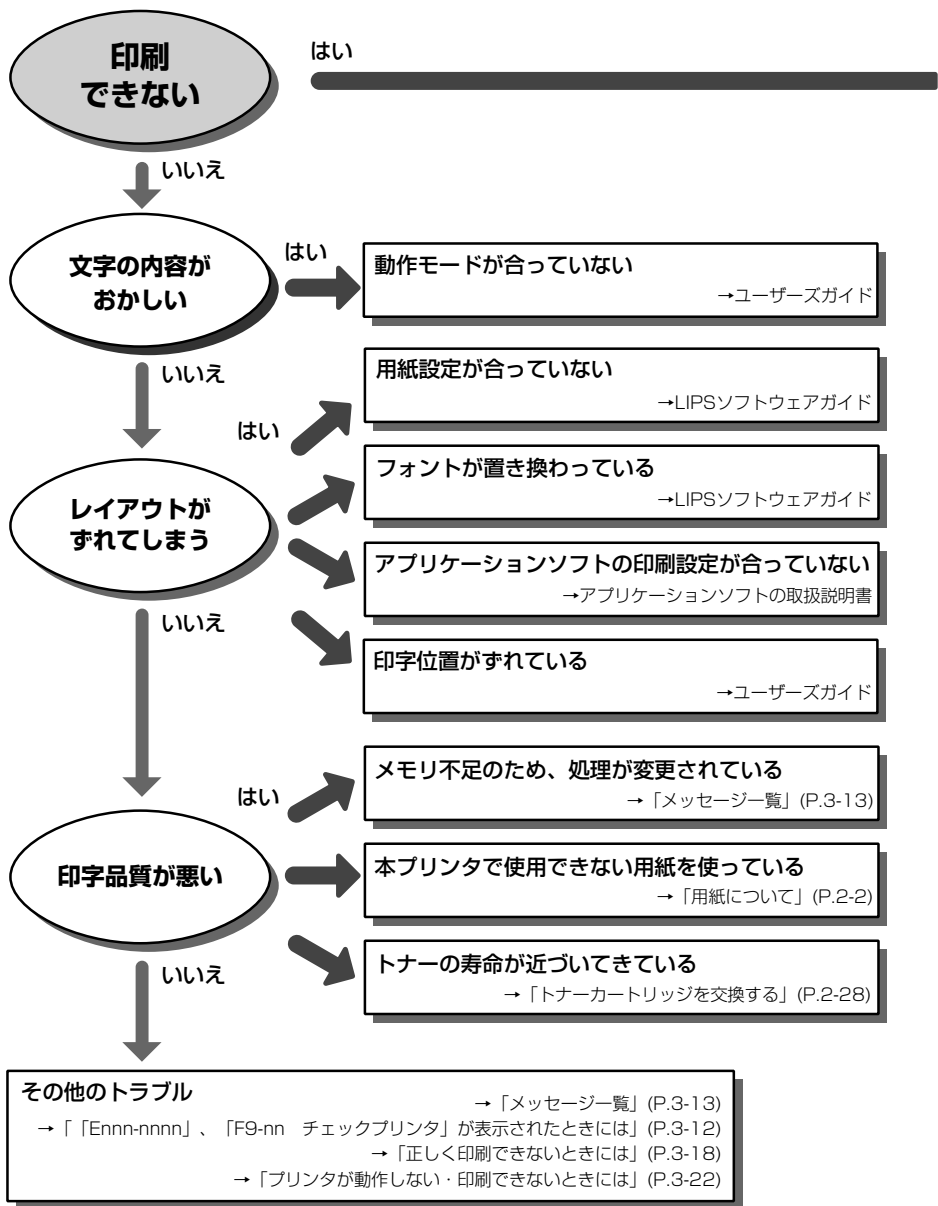 印刷
できない
はい
いいえ
文字の内容が
おかしい
はい
動作モードが合っていない
→ユーザーズガイド
いいえ
レイアウトが
ずれてしまう
はい
用紙設定が合っていない
→LIPSソフトウェアガイド
フォントが置き換わっている
→LIPSソフトウェアガイド
アプリケーションソフトの印刷設定が合っていない
→アプリケーションソフトの取扱説明書
印字位置がずれている
→ユーザーズガイド
いいえ
印字品質が悪い
はい
メモリ不足のため、処理が変更されている
→「メッセージ一覧」(P.3-13)
本プリンタで使用できない用紙を使っている
→「用紙について」(P.2-2)
トナーの寿命が近づいてきている
→「トナーカートリッジを交換する」(P.2-28)
いいえ
その他のトラブル
→「メッセージ一覧」(P.3-13)
→「「Ennn-nnnn」、「F9-nn　チェックプリンタ」が表示されたときには」(P.3-12)
→「正しく印刷できないときには」(P.3-18)
→「プリンタが動作しない・印刷できないときには」(P.3-22)